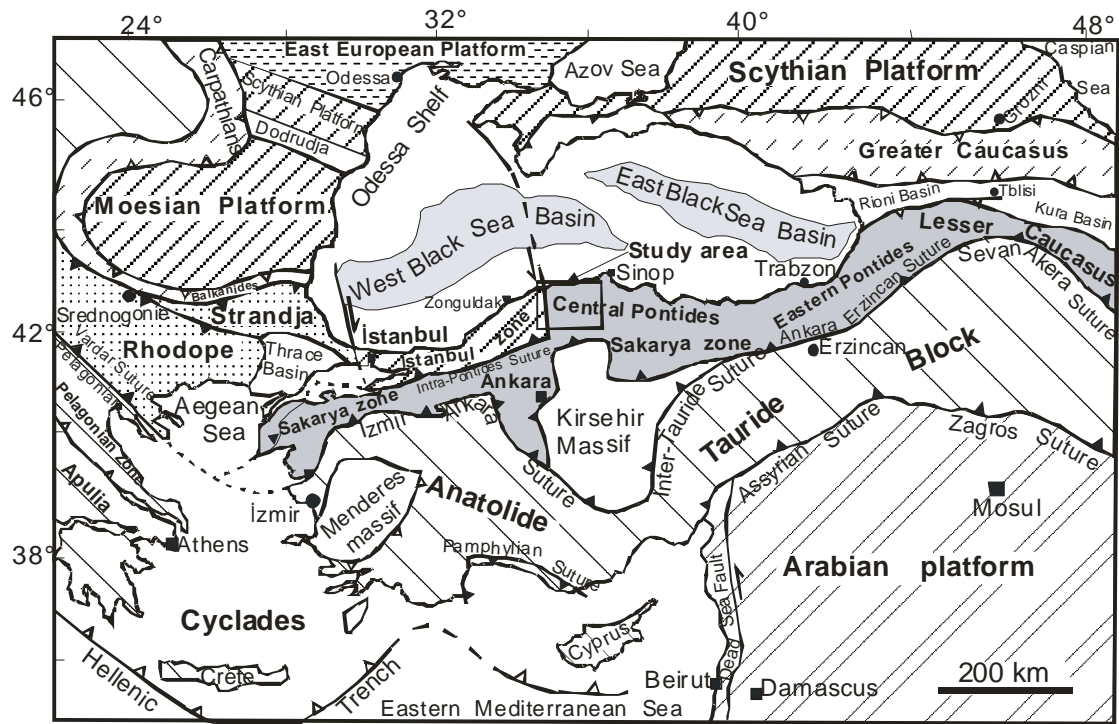 24° 32° 40° 48°
46°
42°
38°
East European Platform
Odessa
Azov Sea
Scythian Platform
Caspian
Sea
Grozni
Carpathians
Scythian Platform
Dodrudja
Odessa Shelf
Greater Caucasus
Moesian Platform
East Black Sea Basin
Rioni Basin
Tblisi
Kura Basin
West Black Sea Basin
Study area
Sinop
Trabzon
Lesser Caucasus
Sevan Akera Suture
Balkanides
Srednogonie
Strandja
Zonguldak
Central Pontides
Eastern Pontides
Ankara Erzincan Suture
İstanbul
Istanbul zone
Rhodope
Thrace
Basin
Intra-Pontides Suture
Sakarya zone
Erzincan
Block
Vardar Suture
Pelagonian
Pelagonian zone
Aegean
Sea
Sakarya zone
Ankara
İzmir Ankara Suture
Kirsehir
Massif
Inter-Tauride Suture
Tauride
Assyrian Suture
Zagros Suture
Apulia
İzmir
Menderes
massif
Anatolide
Mosul
Athens
Pamphylian Suture
Arabian platform
Cyclades
Dead Sea Fault
Cyprus
Hellenic Trench
Crete
Beirut
Damascus
200 km
Eastern Mediterranean Sea